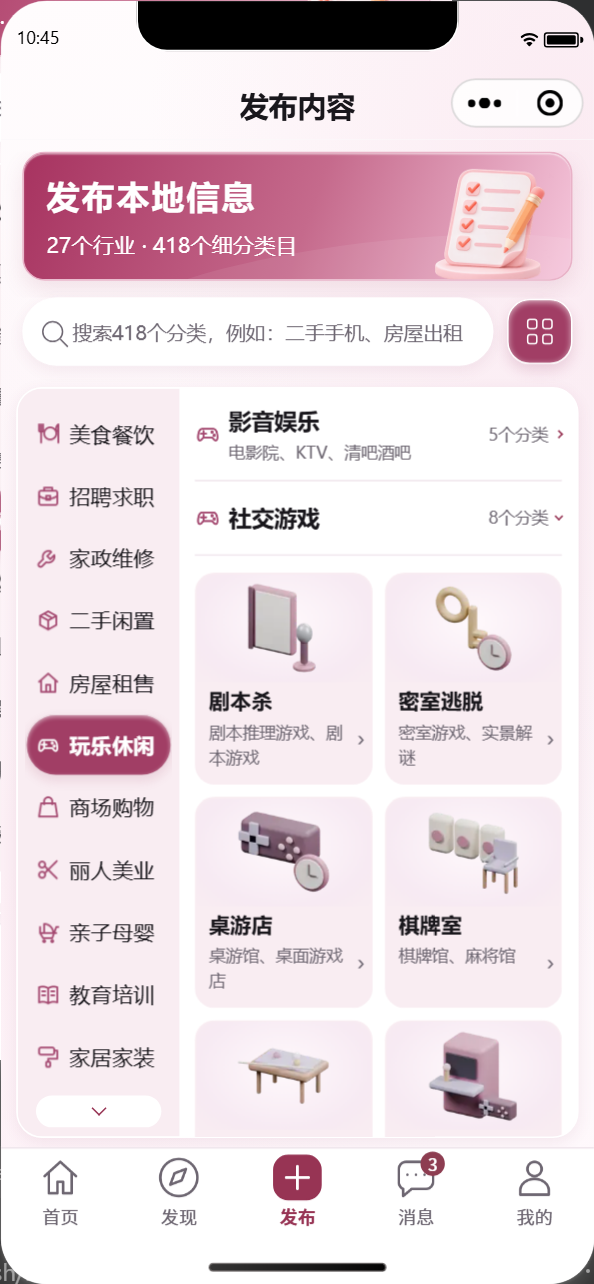 10:45
发布内容
发布本地信息
27个行业 · 418个细分类目
搜索418个分类，例如：二手手机、房屋出租
美食餐饮
招聘求职
家政维修
二手闲置
房屋租售
玩乐休闲
商场购物
丽人美业
亲子母婴
教育培训
家居家装
影音娱乐
电影院、KTV、清吧酒吧
5个分类
社交游戏
8个分类
剧本杀
剧本推理游戏、剧
本游戏
密室逃脱
密室游戏、实景解
谜
桌游店
桌游馆、桌面游戏
店
棋牌室
棋牌馆、麻将馆
首页
发现
发布
3
消息
我的